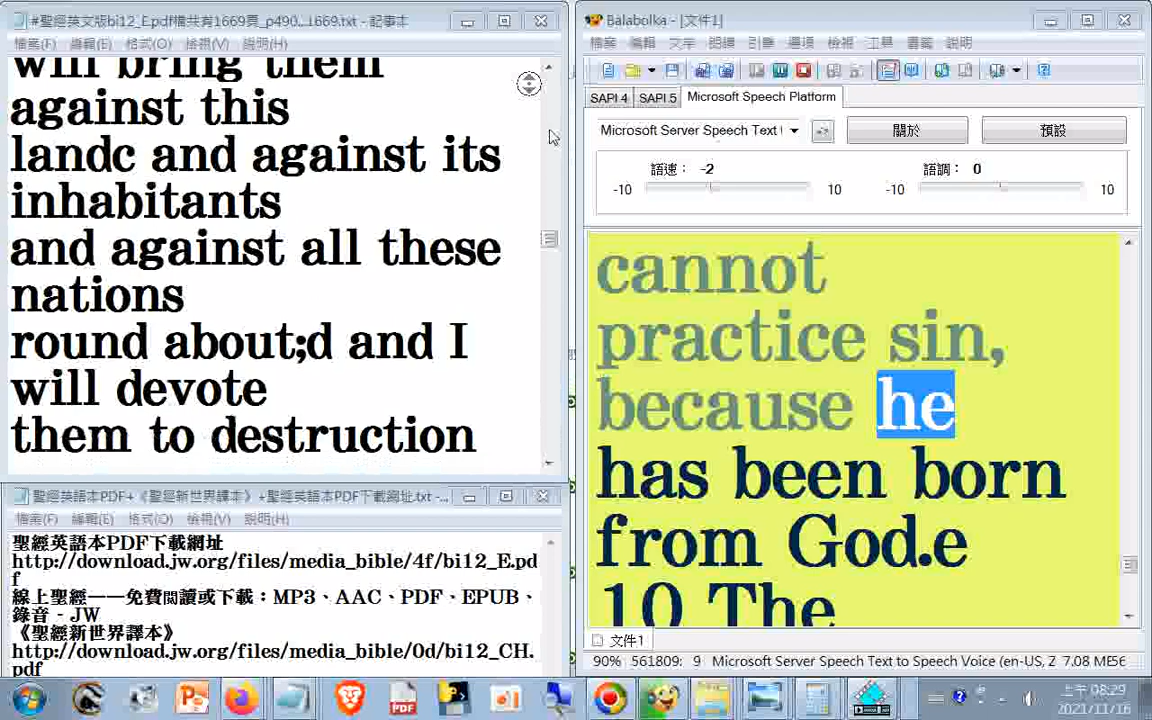 #聖經英文版bi12_E.pdf檔共有1669頁_p490..1669.txt - 記事本
檔案(F) 編輯(E) 格式(O) 檢視(V) 說明(H)
will bring them
against this
landc and against its
inhabitants
and against all these
nations
round about;d and I
will devote
them to destruction
聖經英語本PDF+《聖經新世界譯本》+聖經英語本PDF下載網址.txt -...
檔案(F) 編輯(E) 格式(O) 檢視(V) 說明(H)
聖經英語本PDF下載網址
http://download.jw.org/files/media_bible/4f/bi12_E.pd
f
線上聖經——免費閱讀或下載：MP3、AAC、PDF、EPUB、
錄音 - JW
《聖經新世界譯本》
http://download.jw.org/files/media_bible/0d/bi12_CH.
pdf
Balabolka - [文件1]
檔案 編輯 文字 朗讀 引擎 選項 檢視 工具 書籤 說明
SAPI 4 SAPI 5 Microsoft Speech Platform
Microsoft Server Speech Text 關於 預設
語速： -2 語調： 0
-10 10 -10 10
cannot
practice sin,
because he
has been born
from God.e
10 The
文件1
90% 561809: 9 Microsoft Server Speech Text to Speech Voice (en-US, Z 7.08 ME56
上午 08:29
2021/11/16